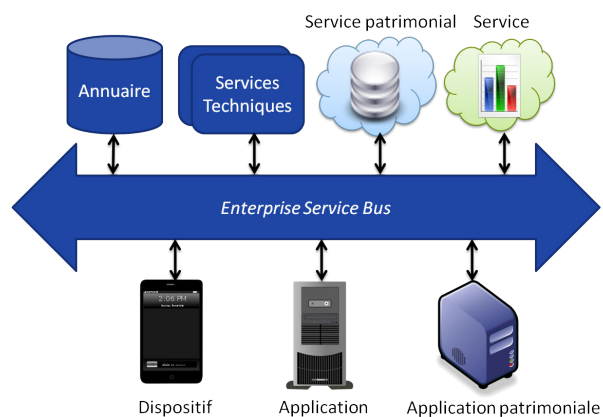 Service patrimonial
Service
Annuaire
Services
Techniques
Enterprise Service Bus
2:06 PM
Dispositif
Application
Application patrimoniale